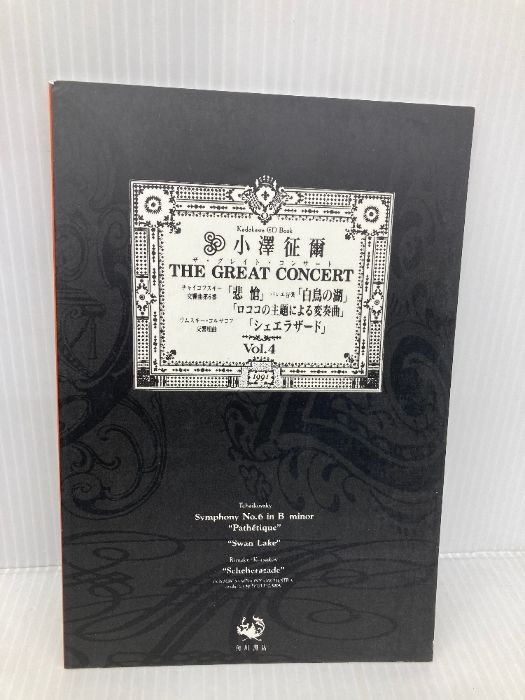 Kadokawa CD Book
小澤征爾
ザ・グレイト・コンサート
THE GREAT CONCERT
チャイコフスキー 交響曲第6番 「悲愴」 バレエ音楽 「白鳥の湖」
「ロココの主題による変奏曲」
リムスキー=コルサコフ 交響組曲 「シェエラザード」
Vol.4
1991
Tchaikovsky
Symphony No.6 in B minor
"Pathétique"
"Swan Lake"
Rimsky-Korsakov
"Scheherazade"
角川書店